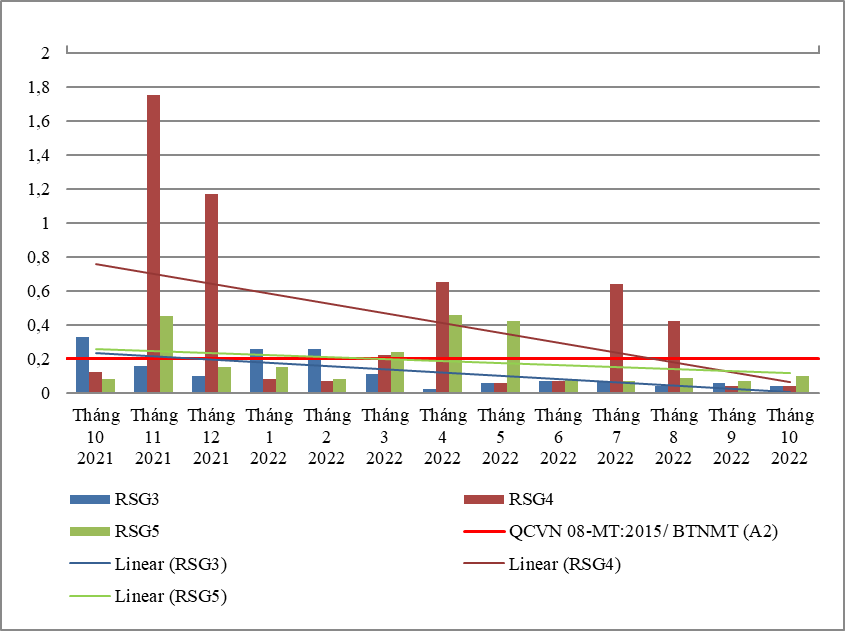 2
1,8
1,6
1,4
1,2
1
0,8
0,6
0,4
0,2
0
Tháng Tháng Tháng Tháng Tháng Tháng Tháng Tháng Tháng Tháng Tháng Tháng Tháng
10 11 12 1 2 3 4 5 6 7 8 9 10
2021 2021 2021 2022 2022 2022 2022 2022 2022 2022 2022 2022 2022
RSG3 RSG4
RSG5 QCVN 08-MT:2015/ BTNMT (A2)
Linear (RSG3) Linear (RSG4)
Linear (RSG5)